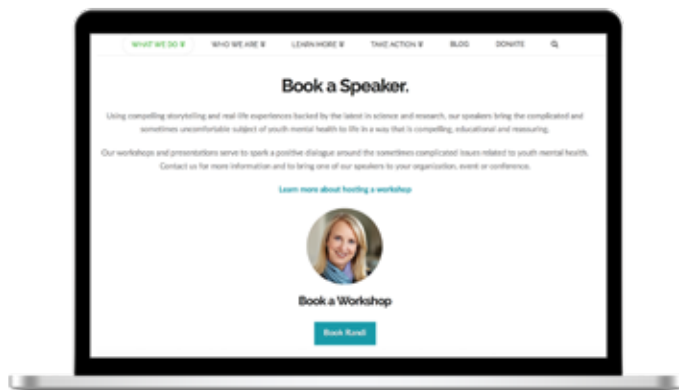 WHAT WE DO WHO WE ARE LEARN MORE TAKE ACTION BLOG DONATE
Book a Speaker.
Using compelling storytelling and real life experiences backed by the latest in science and research, our speakers bring the complicated and
sometimes uncomfortable subject of youth mental health to life in a way that is compelling, educational and reassuring.
Our workshops and presentations serve to spark a positive dialogue around the sometimes complicated issues related to youth mental health.
Contact us for more information and to bring one of our speakers to your organization, event or conference.
Learn more about hosting a workshop
Book a Workshop
Book Randi